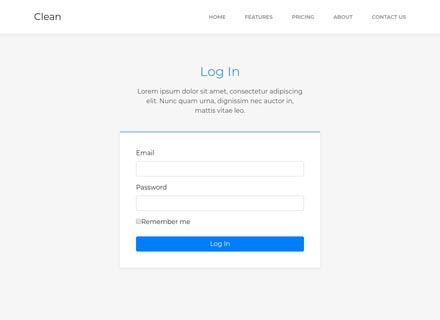 Clean
HOME FEATURES PRICING ABOUT CONTACT US
Log In
Lorem ipsum dolor sit amet, consectetur adipiscing
elit. Nunc quam urna, dignissim nec auctor in,
mattis vitae leo.
Email
Password
Remember me
Log In